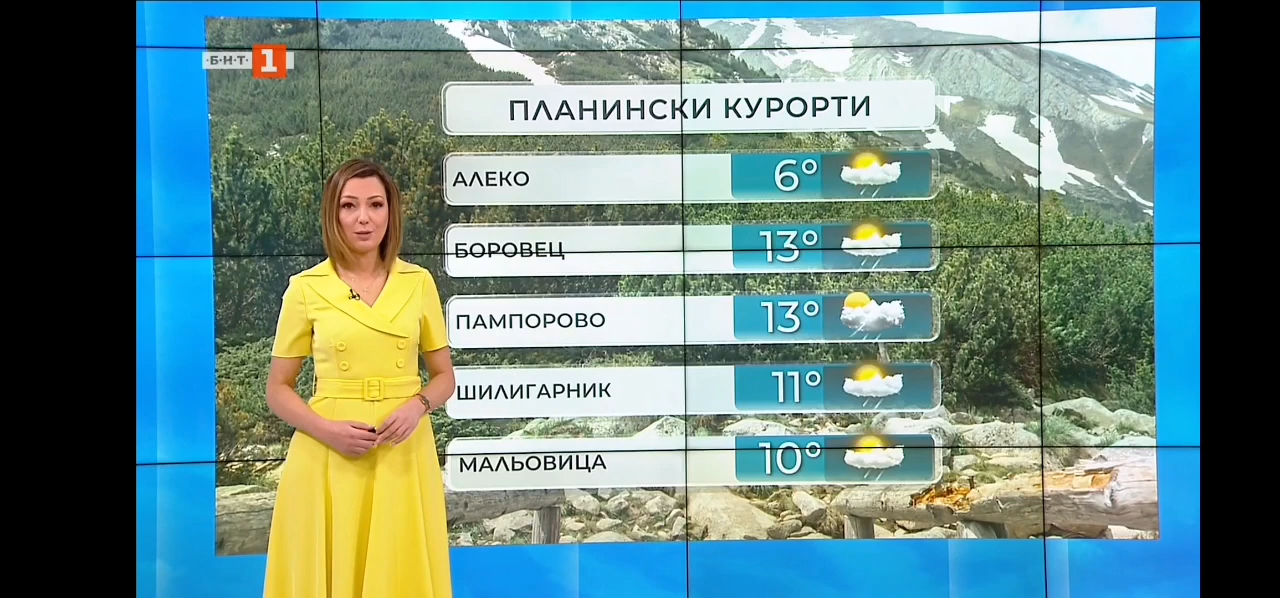 БНТ 1
ПЛАНИНСКИ КУРОРТИ
АЛЕКО 6°
БОРОВЕЦ 13°
ПАМПОРОВО 13°
ШИЛИГАРНИК 11°
МАЛЬОВИЦА 10°